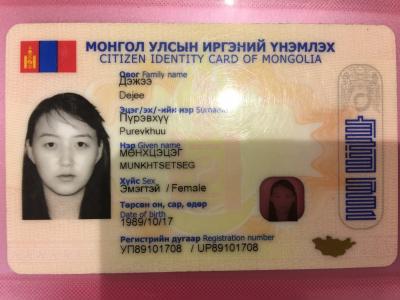 МОНГОЛ УЛСЫН ИРГЭНИЙ ҮНЭМЛЭХ
CITIZEN IDENTITY CARD OF MONGOLIA
Овог Family name
Дэжээ
Dejee
Эцэг/эх/-ийн нэр Surname
Пүрэвхүү
Purevkhuu
Нэр Given name
МӨНХЦЭЦЭГ
MUNKHTSETSEG
Хүйс Sex
Эмэгтэй / Female
Төрсөн он, сар, өдөр
Date of birth
1989/10/17
Регистрийн дугаар Registration number
УП89101708 / UP89101708